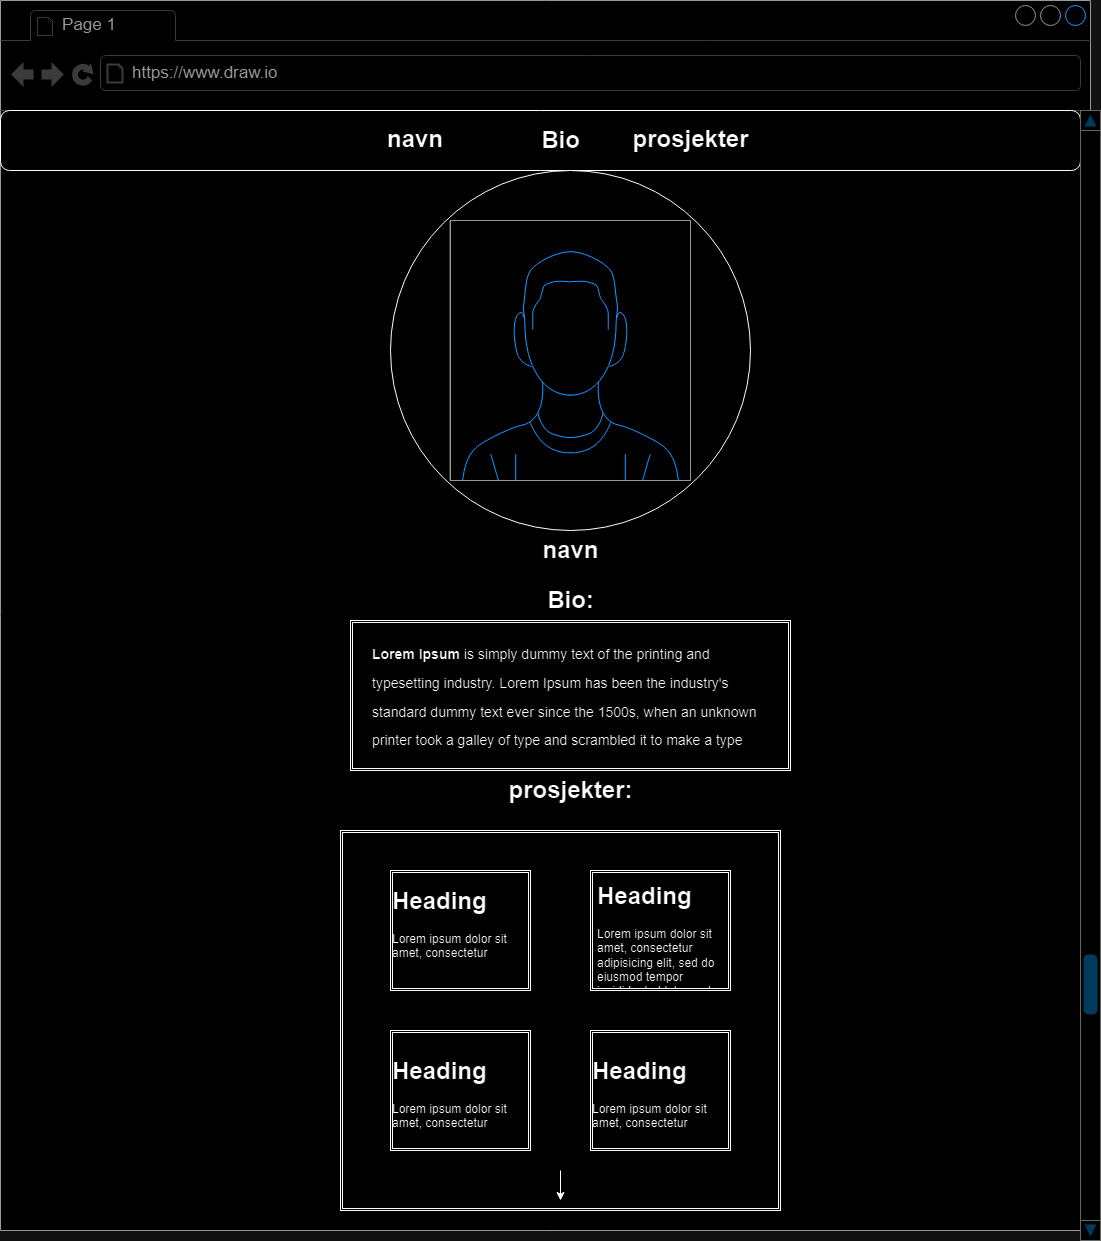 Page 1
https://www.draw.io
navn Bio prosjekter
navn
Bio:
Lorem Ipsum is simply dummy text of the printing and
typesetting industry. Lorem Ipsum has been the industry's
standard dummy text ever since the 1500s, when an unknown
printer took a galley of type and scrambled it to make a type
prosjekter:
Heading
Lorem ipsum dolor sit
amet, consectetur
Heading
Lorem ipsum dolor sit
amet, consectetur
adipisicing elit, sed do
eiusmod tempor
Heading
Lorem ipsum dolor sit
amet, consectetur
Heading
Lorem ipsum dolor sit
amet, consectetur